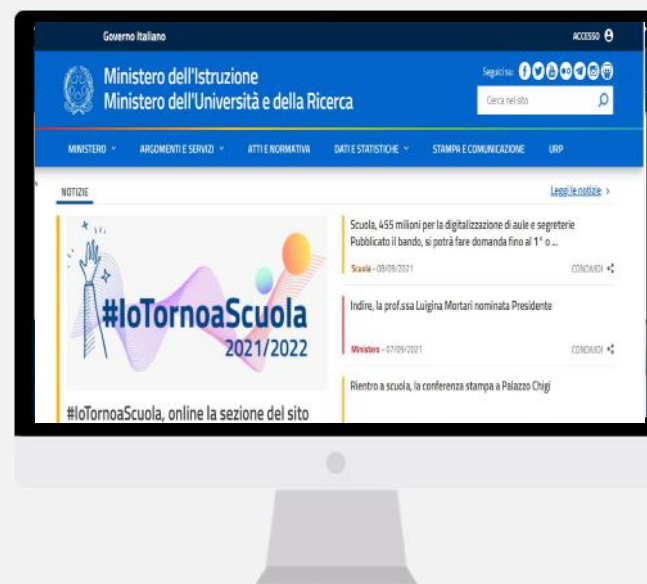 Governo Italiano
ACCESSO
Ministero dell'Istruzione
Ministero dell'Università e della Ricerca
Seguici su:
Cerca nel sito
MINISTERO
ARGOMENTI E SERVIZI
ATTI E NORMATIVA
DATI E STATISTICHE
STAMPA E COMUNICAZIONE
URP
NOTIZIE
Leggi le notizie
#IoTornoaScuola
2021/2022
#IoTornoaScuola, online la sezione del sito
Scuola, 455 milioni per la digitalizzazione di aule e segreterie
Pubblicato il bando, si potrà fare domanda fino al 1° o ...
Scuola - 08/09/2021
CONDIVIDI
Indire, la prof.ssa Luigina Mortari nominata Presidente
Ministero - 07/09/2021
CONDIVIDI
Rientro a scuola, la conferenza stampa a Palazzo Chigi